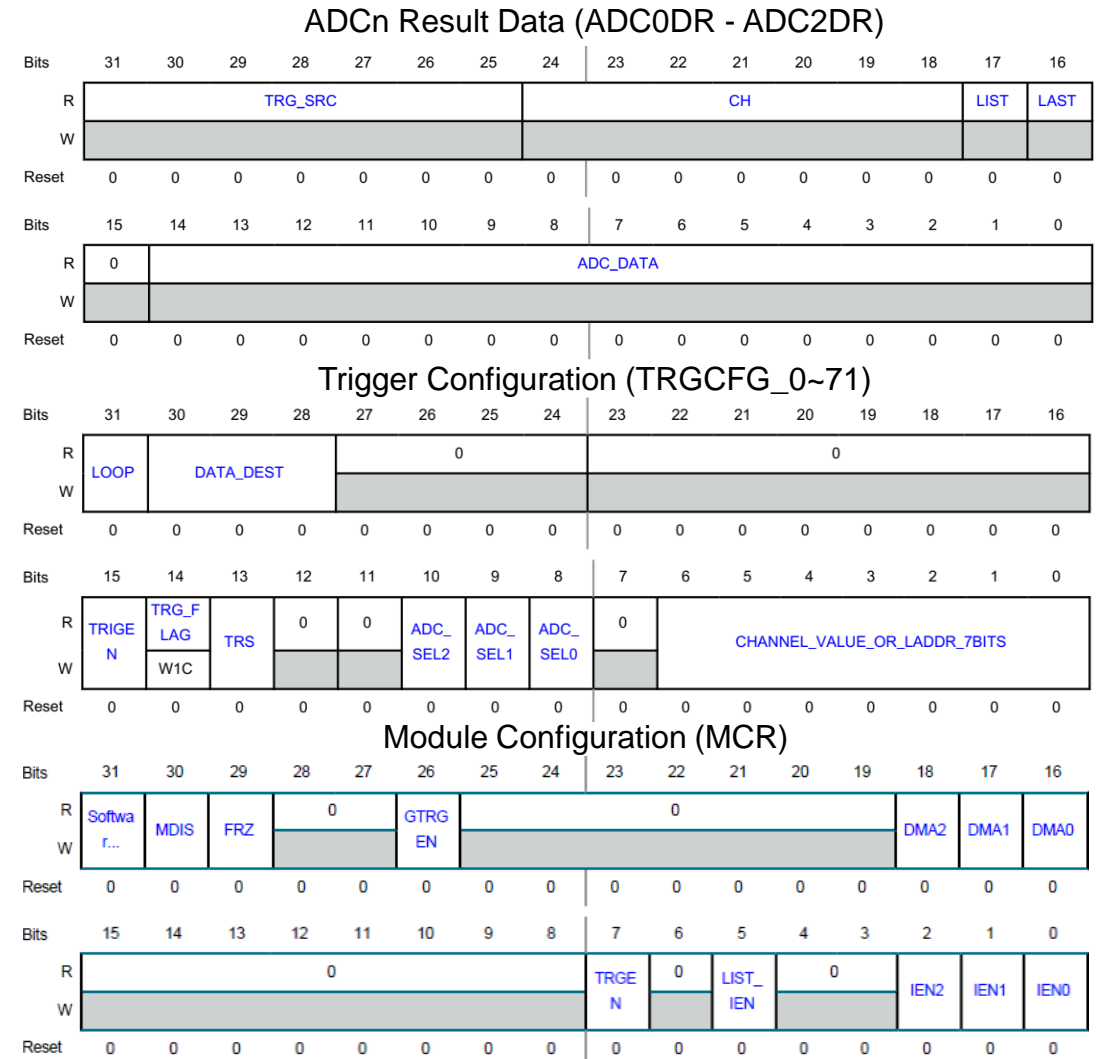 ADCn Result Data (ADC0DR - ADC2DR)
Bits 31 30 29 28 27 26 25 24 23 22 21 20 19 18 17 16
R TRG_SRC CH LIST LAST
W
Reset 0 0 0 0 0 0 0 0 0 0 0 0 0 0 0 0
Bits 15 14 13 12 11 10 9 8 7 6 5 4 3 2 1 0
R 0 ADC_DATA
W
Reset 0 0 0 0 0 0 0 0 0 0 0 0 0 0 0 0
Trigger Configuration (TRGCFG_0~71)
Bits 31 30 29 28 27 26 25 24 23 22 21 20 19 18 17 16
R 0 0
LOOP DATA_DEST
W
Reset 0 0 0 0 0 0 0 0 0 0 0 0 0 0 0 0
Bits 15 14 13 12 11 10 9 8 7 6 5 4 3 2 1 0
R TRIGE TRG_F TRS 0 0 ADC_ ADC_ ADC_ 0 CHANNEL_VALUE_OR_LADDR_7BITS
N LAG SEL2 SEL1 SEL0
W W1C
Reset 0 0 0 0 0 0 0 0 0 0 0 0 0 0 0 0
Module Configuration (MCR)
Bits 31 30 29 28 27 26 25 24 23 22 21 20 19 18 17 16
R Softwa MDIS FRZ 0 GTRG 0 DMA2 DMA1 DMA0
W r... EN
Reset 0 0 0 0 0 0 0 0 0 0 0 0 0 0 0 0
Bits 15 14 13 12 11 10 9 8 7 6 5 4 3 2 1 0
R 0 TRGE 0 LIST_ 0 IEN2 IEN1 IEN0
W N IEN
Reset 0 0 0 0 0 0 0 0 0 0 0 0 0 0 0 0